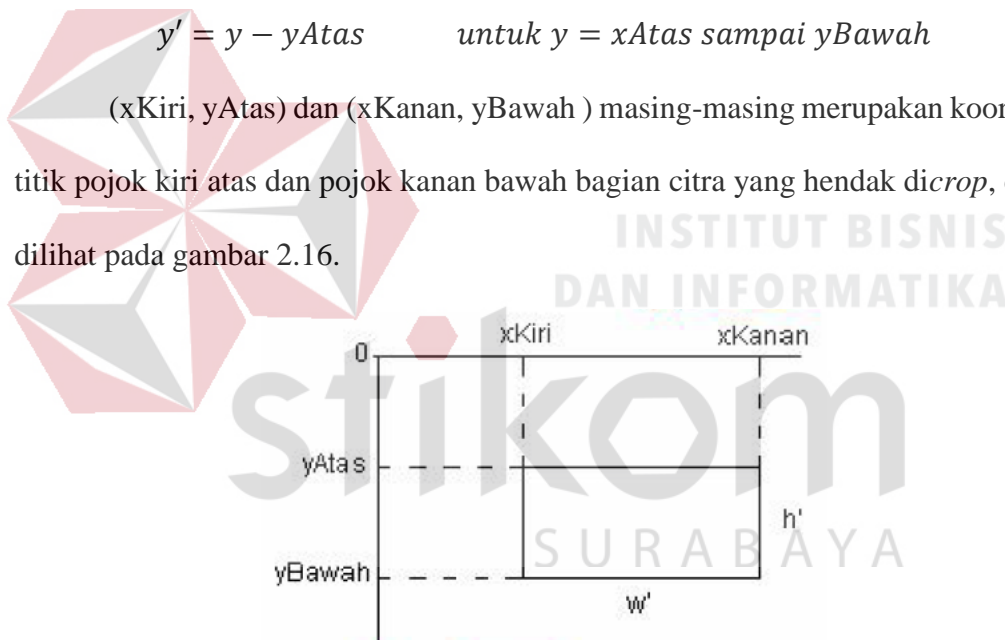 y′ = y − yAtas untuk y = xAtas sampai yBawah
(xKiri, yAtas) dan (xKanan, yBawah ) masing-masing merupakan koor
titik pojok kiri atas dan pojok kanan bawah bagian citra yang hendak dicrop,
dilihat pada gambar 2.16.
INSTITUT BISNIS
DAN INFORMATIKA
stikom
SURABAYA
xKiri xKanan
0
yAtas
h'
yBawah
w'